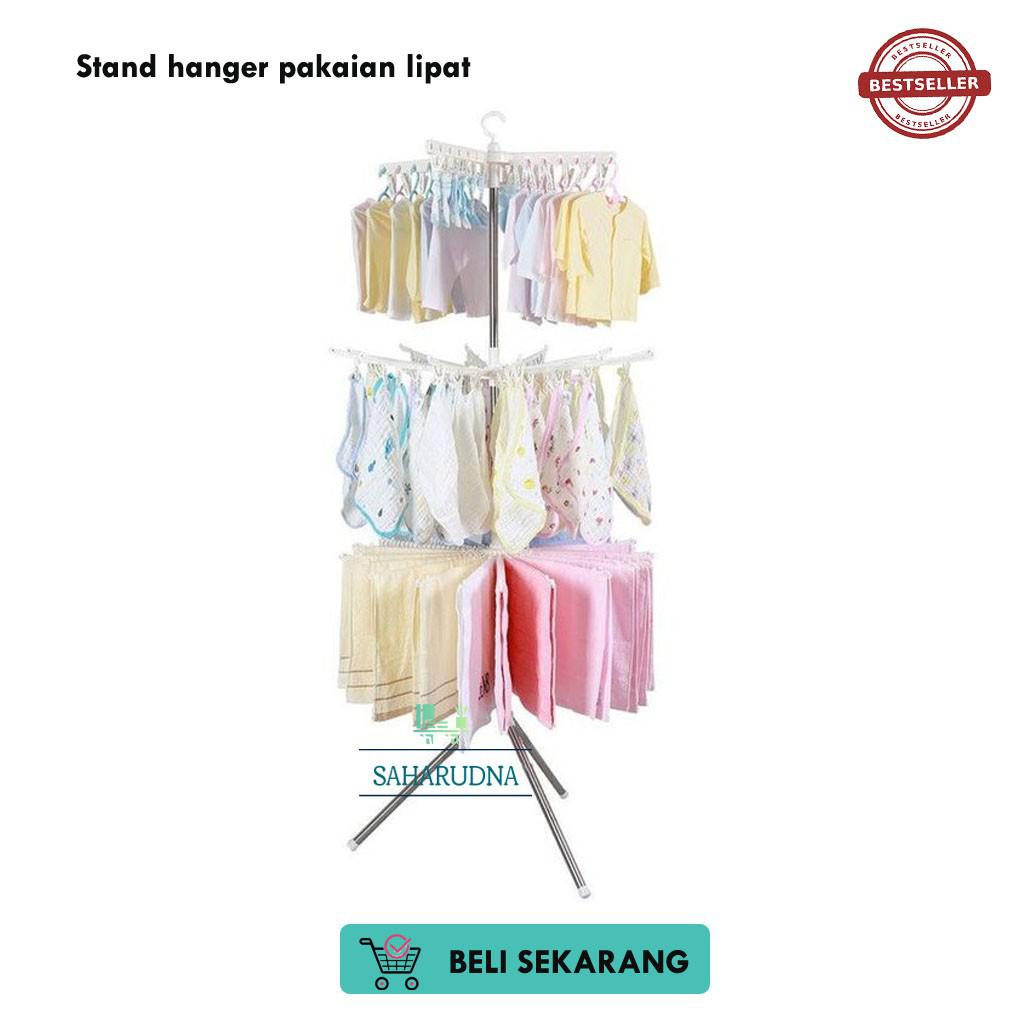 Stand hanger pakaian lipat
BESTSELLER
BESTSELLER
BESTSELLER
SAHARUDNA
BELI SEKARANG